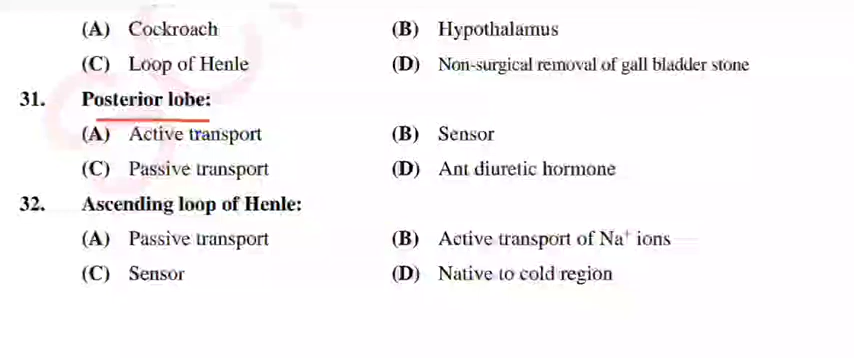 (A) Cockroach (B) Hypothalamus
(C) Loop of Henle (D) Non-surgical removal of gall bladder stone
31. Posterior lobe:
(A) Active transport (B) Sensor
(C) Passive transport (D) Ant diuretic hormone
32. Ascending loop of Henle:
(A) Passive transport (B) Active transport of Na⁺ ions
(C) Sensor (D) Native to cold region